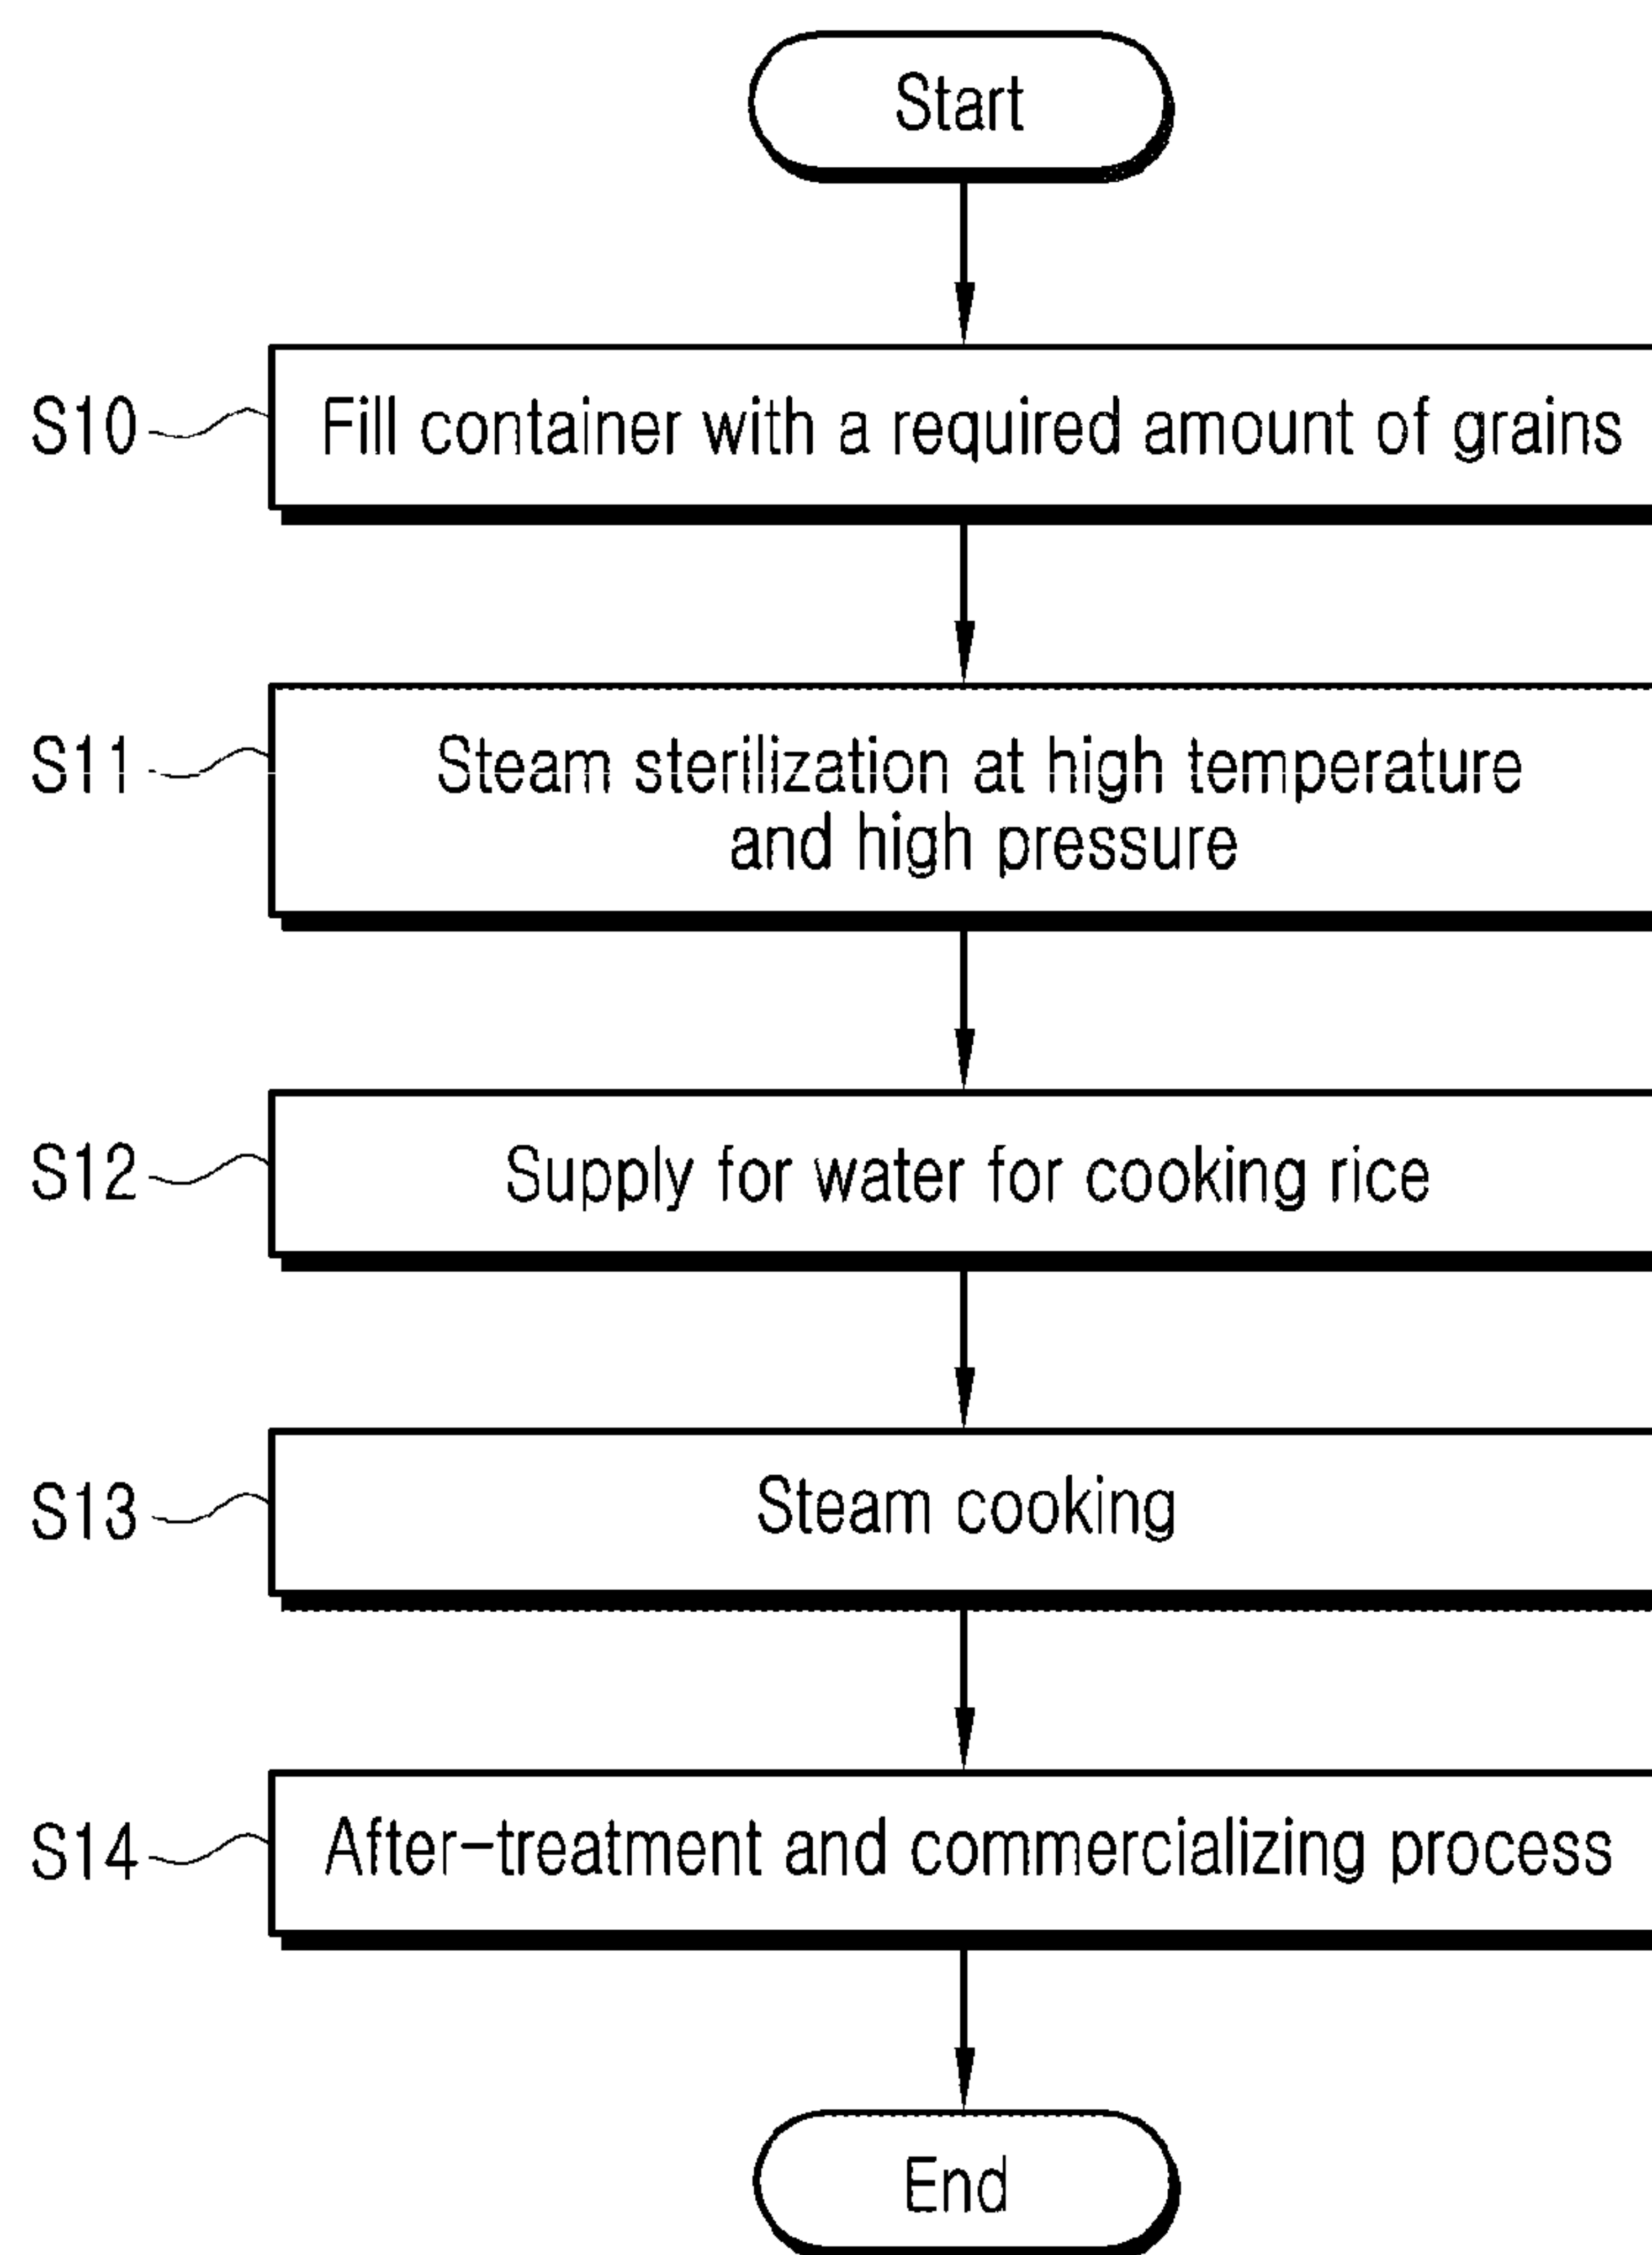 Start
S10
Fill container with a required amount of grains
S11
Steam sterilization at high temperature
and high pressure
S12
Supply for water for cooking rice
S13
Steam cooking
S14
After-treatment and commercializing process
End